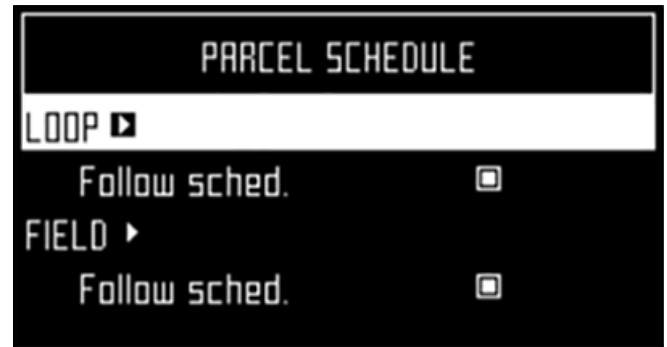 PARCEL SCHEDULE
LOOP
Follow sched.
FIELD
Follow sched.